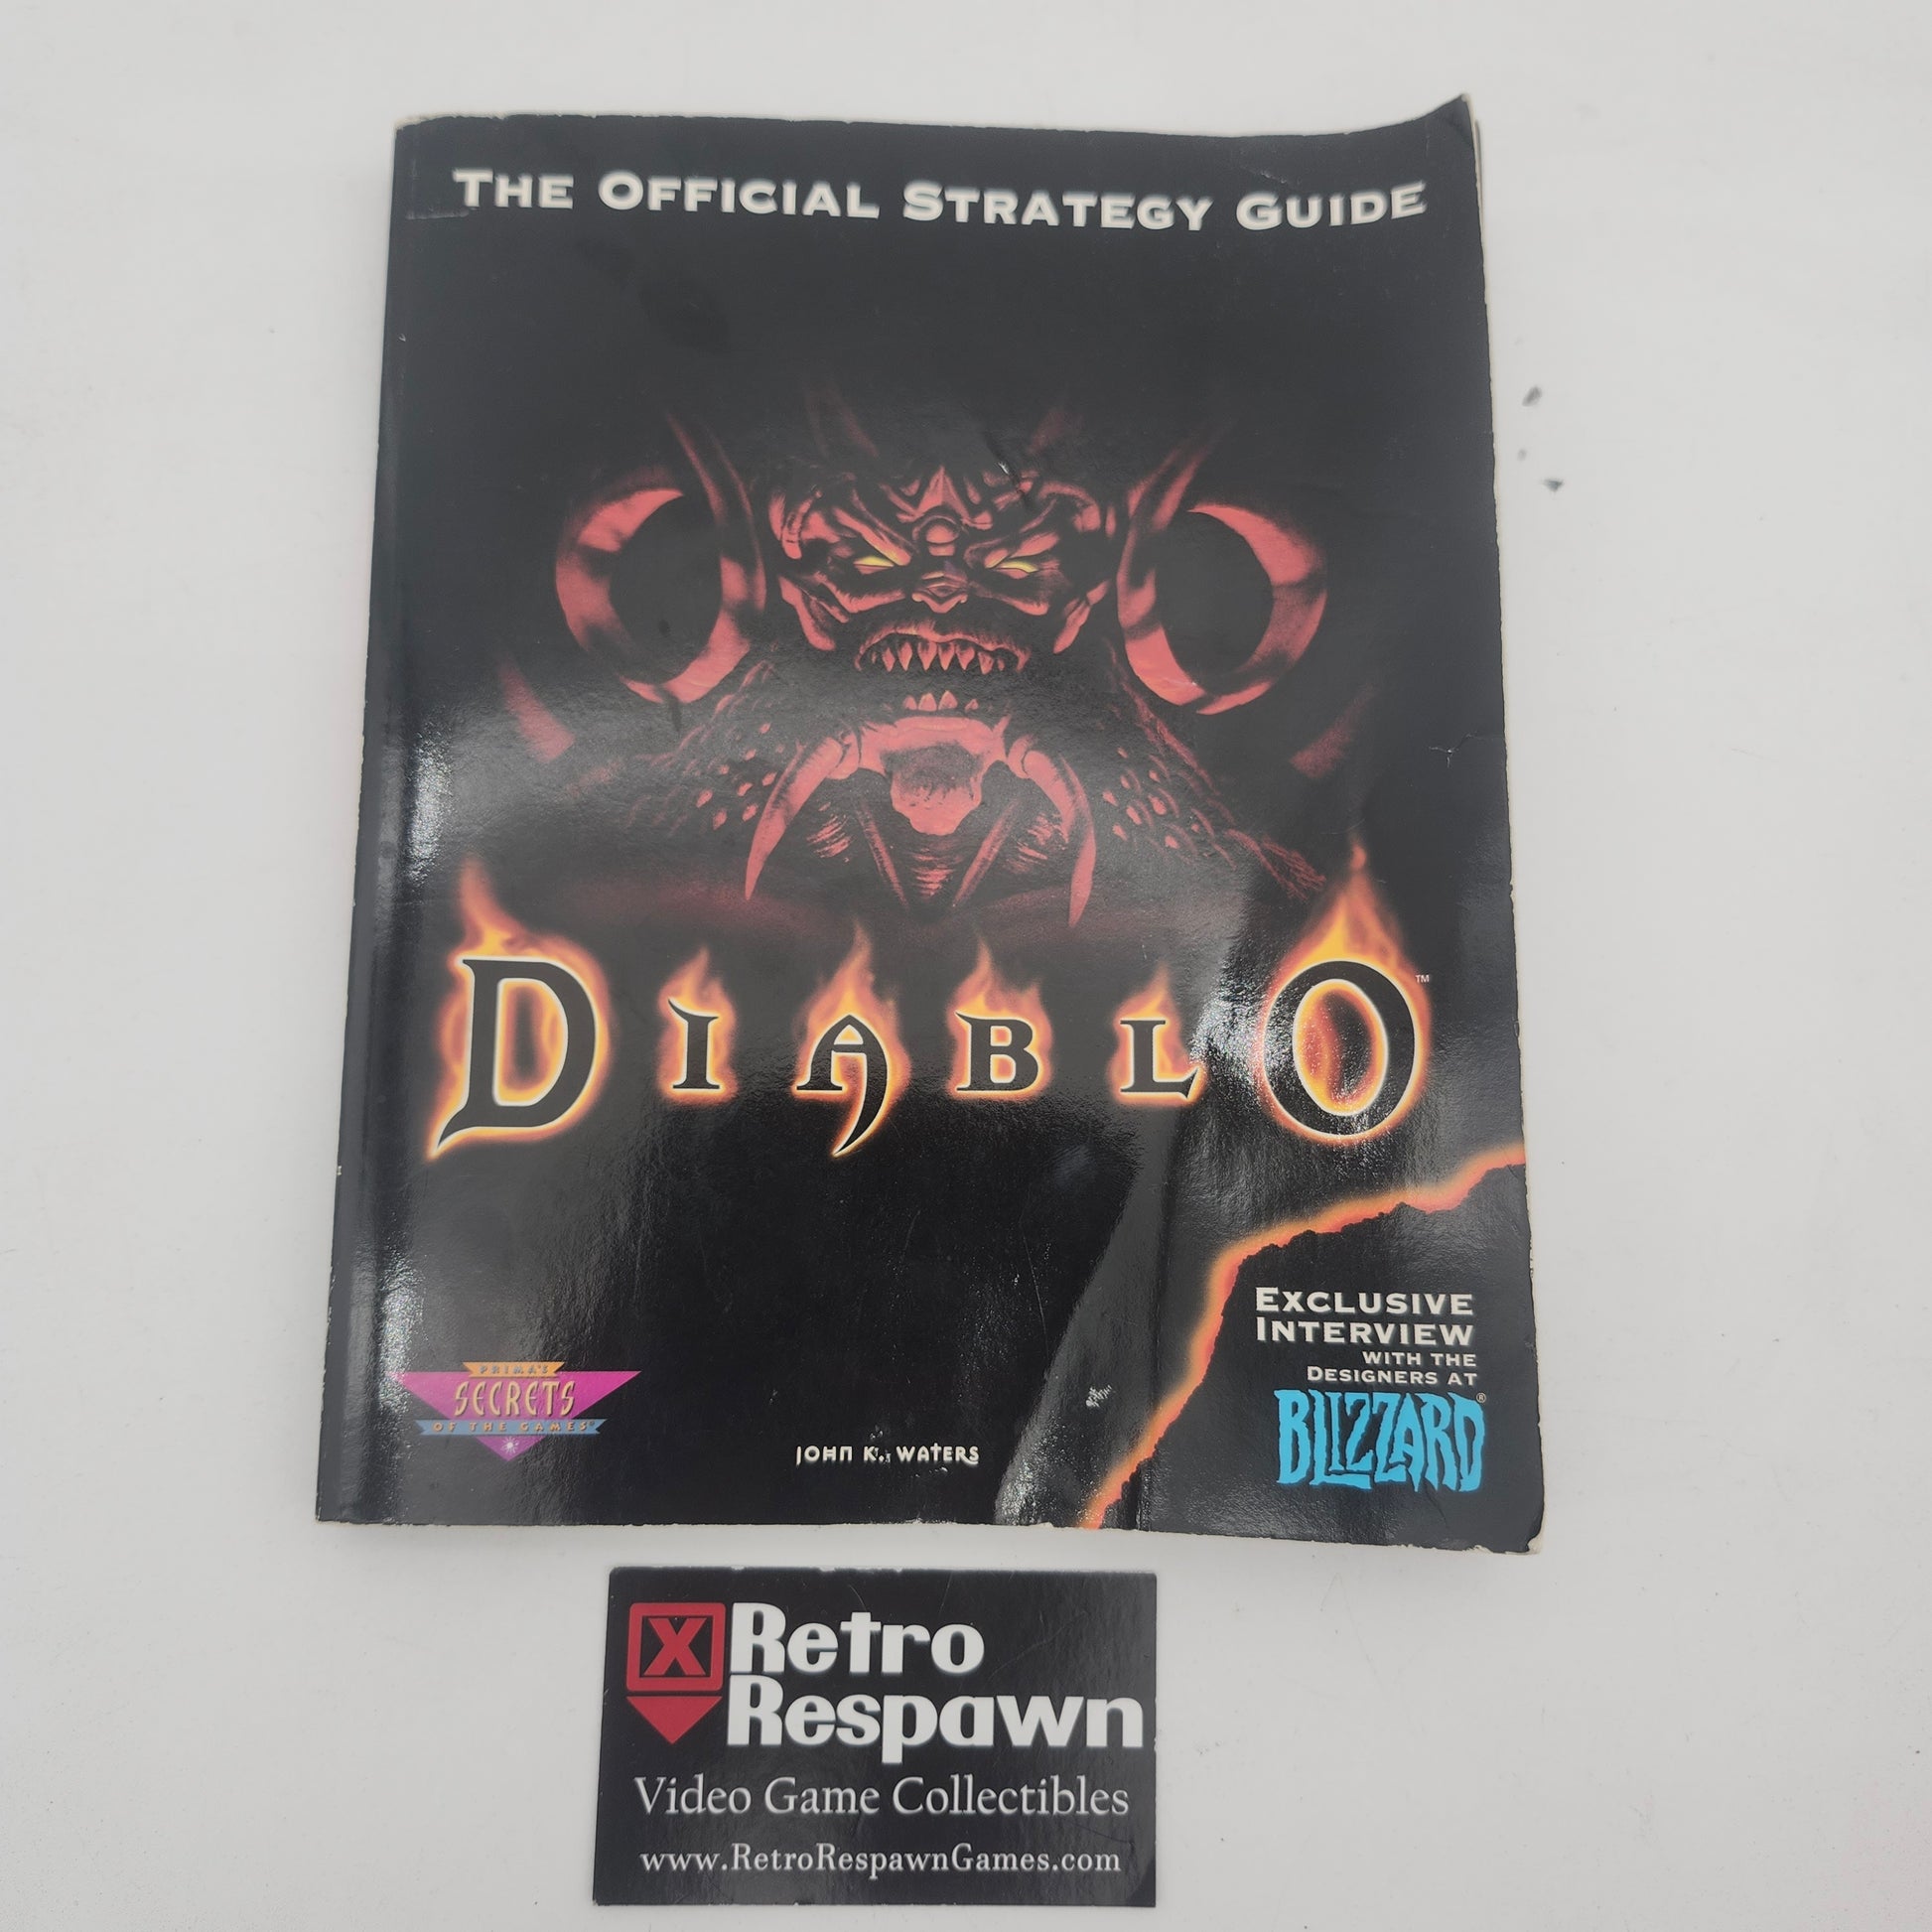 THE OFFICIAL STRATEGY GUIDE
DIABLO™
EXCLUSIVE
INTERVIEW
WITH THE
DESIGNERS AT
BLIZZARD®
PRIMA'S
SECRETS
OF THE GAMES®
JOHN K. WATERS
X Retro
Respawn
Video Game Collectibles
www.RetroRespawnGames.com